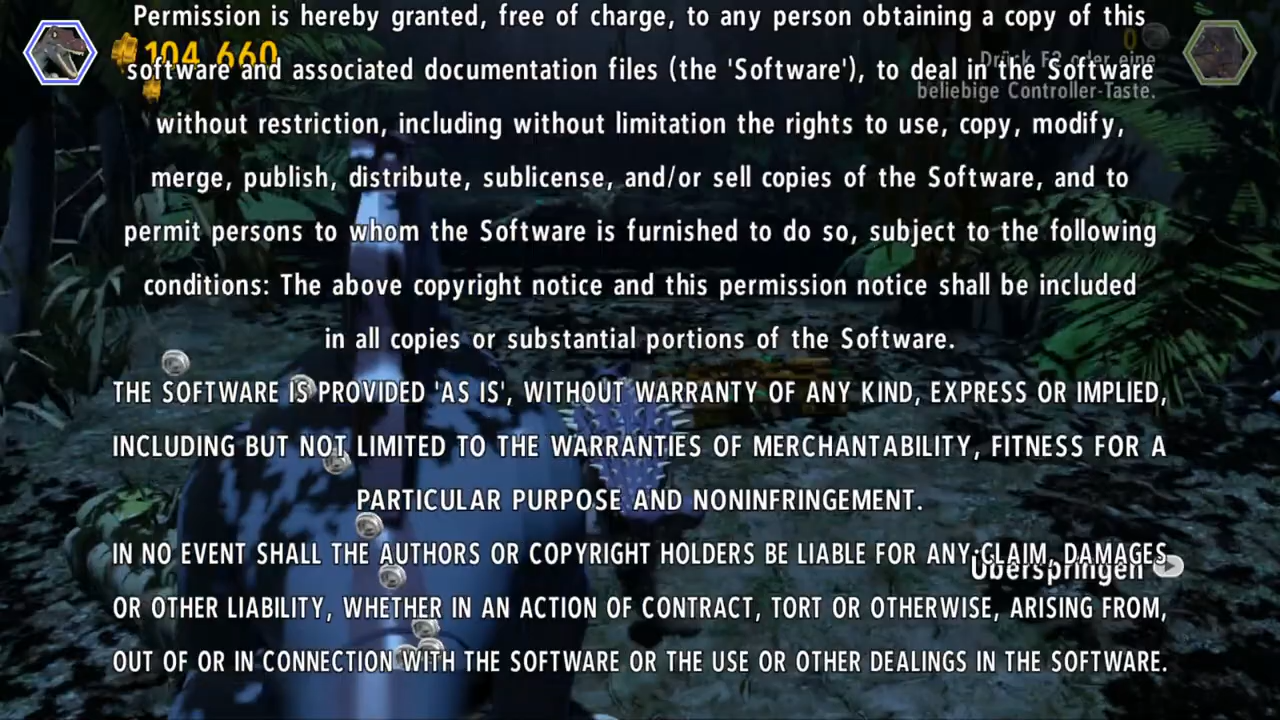 Permission is hereby granted, free of charge, to any person obtaining a copy of this
104 660
0
software and associated documentation files (the 'Software'), to deal in the Software
Drück F2 oder eine
beliebige Controller-Taste.
without restriction, including without limitation the rights to use, copy, modify,
merge, publish, distribute, sublicense, and/or sell copies of the Software, and to
permit persons to whom the Software is furnished to do so, subject to the following
conditions: The above copyright notice and this permission notice shall be included
in all copies or substantial portions of the Software.
THE SOFTWARE IS PROVIDED 'AS IS', WITHOUT WARRANTY OF ANY KIND, EXPRESS OR IMPLIED,
INCLUDING BUT NOT LIMITED TO THE WARRANTIES OF MERCHANTABILITY, FITNESS FOR A
PARTICULAR PURPOSE AND NONINFRINGEMENT.
IN NO EVENT SHALL THE AUTHORS OR COPYRIGHT HOLDERS BE LIABLE FOR ANY CLAIM, DAMAGES
Überspringen
OR OTHER LIABILITY, WHETHER IN AN ACTION OF CONTRACT, TORT OR OTHERWISE, ARISING FROM,
OUT OF OR IN CONNECTION WITH THE SOFTWARE OR THE USE OR OTHER DEALINGS IN THE SOFTWARE.